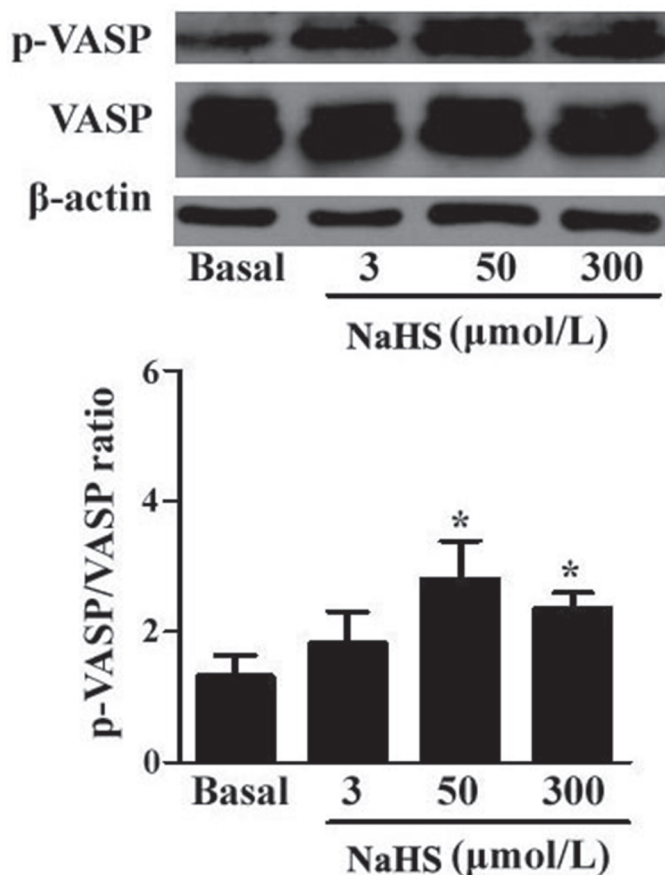 p-VASP
VASP
β-actin
Basal 3 50 300
NaHS (μmol/L)
p-VASP/VASP ratio
6
4
2
0
* *
Basal 3 50 300
NaHS (μmol/L)